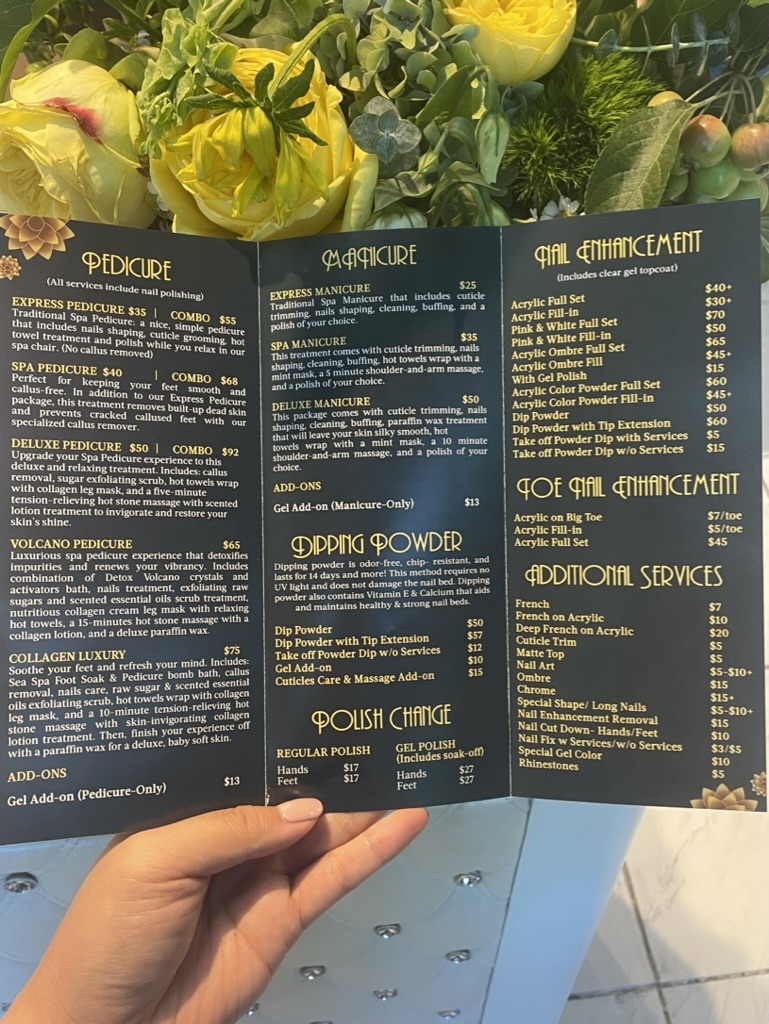 PEDICURE
(All services include nail polishing)
EXPRESS PEDICURE $35 | COMBO $55
Traditional Spa Pedicure: a nice, simple pedicure
that includes nails shaping, cuticle grooming, hot
towel treatment and polish while you relax in our
spa chair. (No callus removed)
SPA PEDICURE $40 | COMBO $68
Perfect for keeping your feet smooth and
callus-free. In addition to our Express Pedicure
package, this treatment removes built-up dead skin
and prevents cracked callused feet with our
specialized callus remover.
DELUXE PEDICURE $50 | COMBO $92
Upgrade your Spa Pedicure experience to this
deluxe and relaxing treatment. Includes: callus
removal, sugar exfoliating scrub, hot towels wrap
with collagen leg mask, and a five-minute
tension-relieving hot stone massage with scented
lotion treatment to invigorate and restore your
skin's shine.
VOLCANO PEDICURE $65
Luxurious spa pedicure experience that detoxifies
impurities and renews your vibrancy. Includes
combination of Detox Volcano crystals and
activators bath, nails treatment, exfoliating raw
sugars and scented essential oils scrub treatment,
nutritious collagen cream leg mask with relaxing
hot towels, a 15-minutes hot stone massage with a
collagen lotion, and a deluxe paraffin wax.
COLLAGEN LUXURY $75
Soothe your feet and refresh your mind. Includes:
Sea Spa Foot Soak & Pedicure bomb bath, callus
removal, nails care, raw sugar & scented essential
oils exfoliating scrub, hot towels wrap with collagen
leg mask, and a 10-minute tension-relieving hot
stone massage with skin-invigorating collagen
lotion treatment. Then, finish your experience off
with a paraffin wax for a deluxe, baby soft skin.
ADD-ONS
Gel Add-on (Pedicure-Only) $13
MANICURE
EXPRESS MANICURE $25
Traditional Spa Manicure that includes cuticle
trimming, nails shaping, cleaning, buffing, and a
polish of your choice.
SPA MANICURE $35
This treatment comes with cuticle trimming, nails
shaping, cleaning, buffing, hot towels wrap with a
mint mask, a 5 minute shoulder-and-arm massage,
and a polish of your choice.
DELUXE MANICURE $50
This package comes with cuticle trimming, nails
shaping, cleaning, buffing, paraffin wax treatment
that will leave your skin silky smooth, hot
towels wrap with a mint mask, a 10 minute
shoulder-and-arm massage, and a polish of your
choice.
ADD-ONS
Gel Add-on (Manicure-Only) $13
DIPPING POWDER
Dipping powder is odor-free, chip- resistant, and
lasts for 14 days and more! This method requires no
UV light and does not damage the nail bed. Dipping
powder also contains Vitamin E & Calcium that aids
and maintains healthy & strong nail beds.
Dip Powder $50
Dip Powder with Tip Extension $57
Take off Powder Dip w/o Services $12
Gel Add-on $10
Cuticles Care & Massage Add-on $15
POLISH CHANGE
REGULAR POLISH
Hands $17
Feet $17
GEL POLISH
(Includes soak-off)
Hands $27
Feet $27
NAIL ENHANCEMENT
(Includes clear gel topcoat)
Acrylic Full Set $40+
Acrylic Fill-in $30+
Pink & White Full Set $70
Pink & White Fill-in $50
Acrylic Ombre Full Set $65
Acrylic Ombre Fill $45+
With Gel Polish $15
Acrylic Color Powder Full Set $60
Acrylic Color Powder Fill-in $45+
Dip Powder $50
Dip Powder with Tip Extension $60
Take off Powder Dip with Services $5
Take off Powder Dip w/o Services $15
TOE NAIL ENHANCEMENT
Acrylic on Big Toe $7/toe
Acrylic Fill-in $5/toe
Acrylic Full Set $45
ADDITIONAL SERVICES
French $7
French on Acrylic $10
Deep French on Acrylic $20
Cuticle Trim $5
Matte Top $5
Nail Art $5-$10+
Ombre $15
Chrome $15+
Special Shape/ Long Nails $5-$10+
Nail Enhancement Removal $15
Nail Cut Down- Hands/Feet $10
Nail Fix w Services/w/o Services $3/$5
Special Gel Color $10
Rhinestones $5